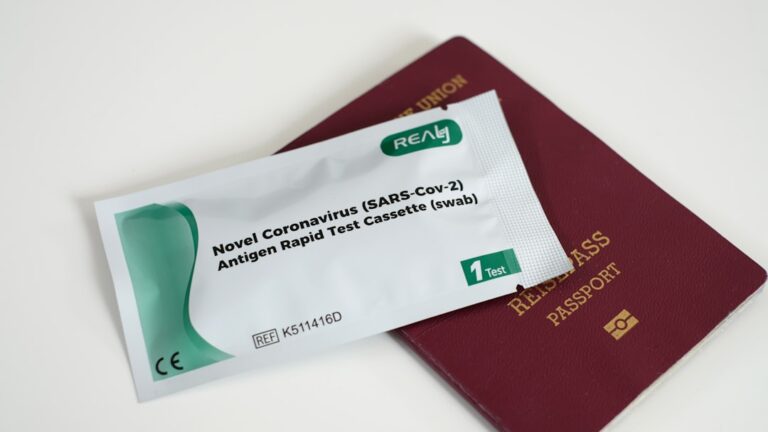 REALY
Novel Coronavirus (SARS-Cov-2)
Antigen Rapid Test Cassette (swab)
1 Test
REF K511416D
CE
UNION
REISEPASS
PASSPORT